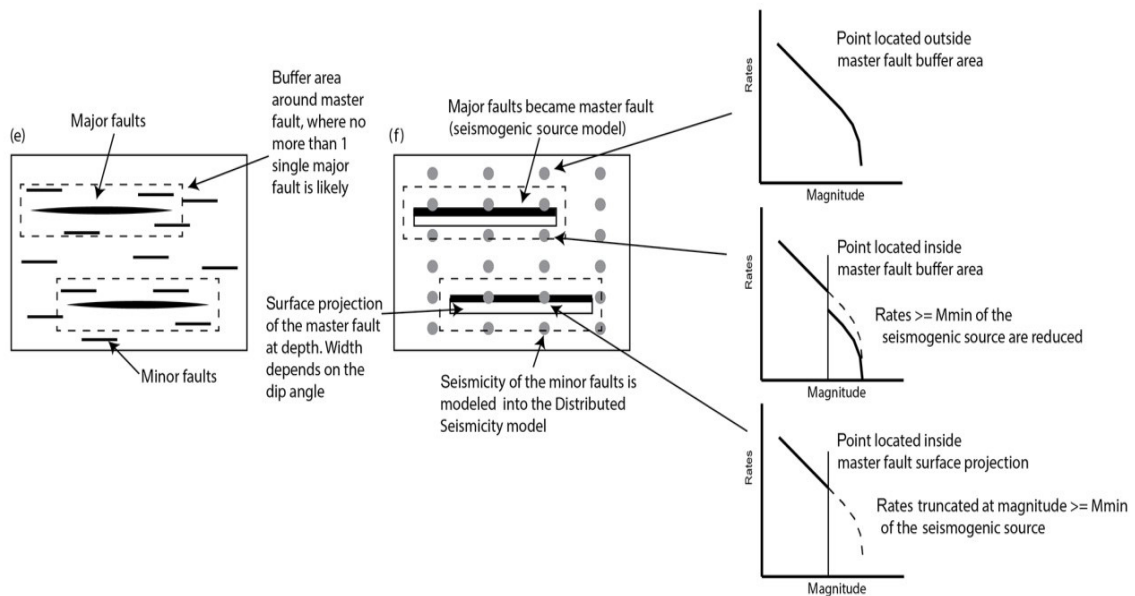 (e)
Major faults
Buffer area
around master
fault, where no
more than 1
single major
fault is likely
Minor faults
(f)
Major faults became master fault
(seismogenic source model)
Surface projection
of the master fault
at depth. Width
depends on the
dip angle
Seismicity of the minor faults is
modeled into the Distributed
Seismicity model
Rates
Point located outside
master fault buffer area
Magnitude
Rates
Point located inside
master fault buffer area
Rates >= Mmin of the
seismogenic source are reduced
Magnitude
Rates
Point located inside
master fault surface projection
Rates truncated at magnitude >= Mmin
of the seismogenic source
Magnitude